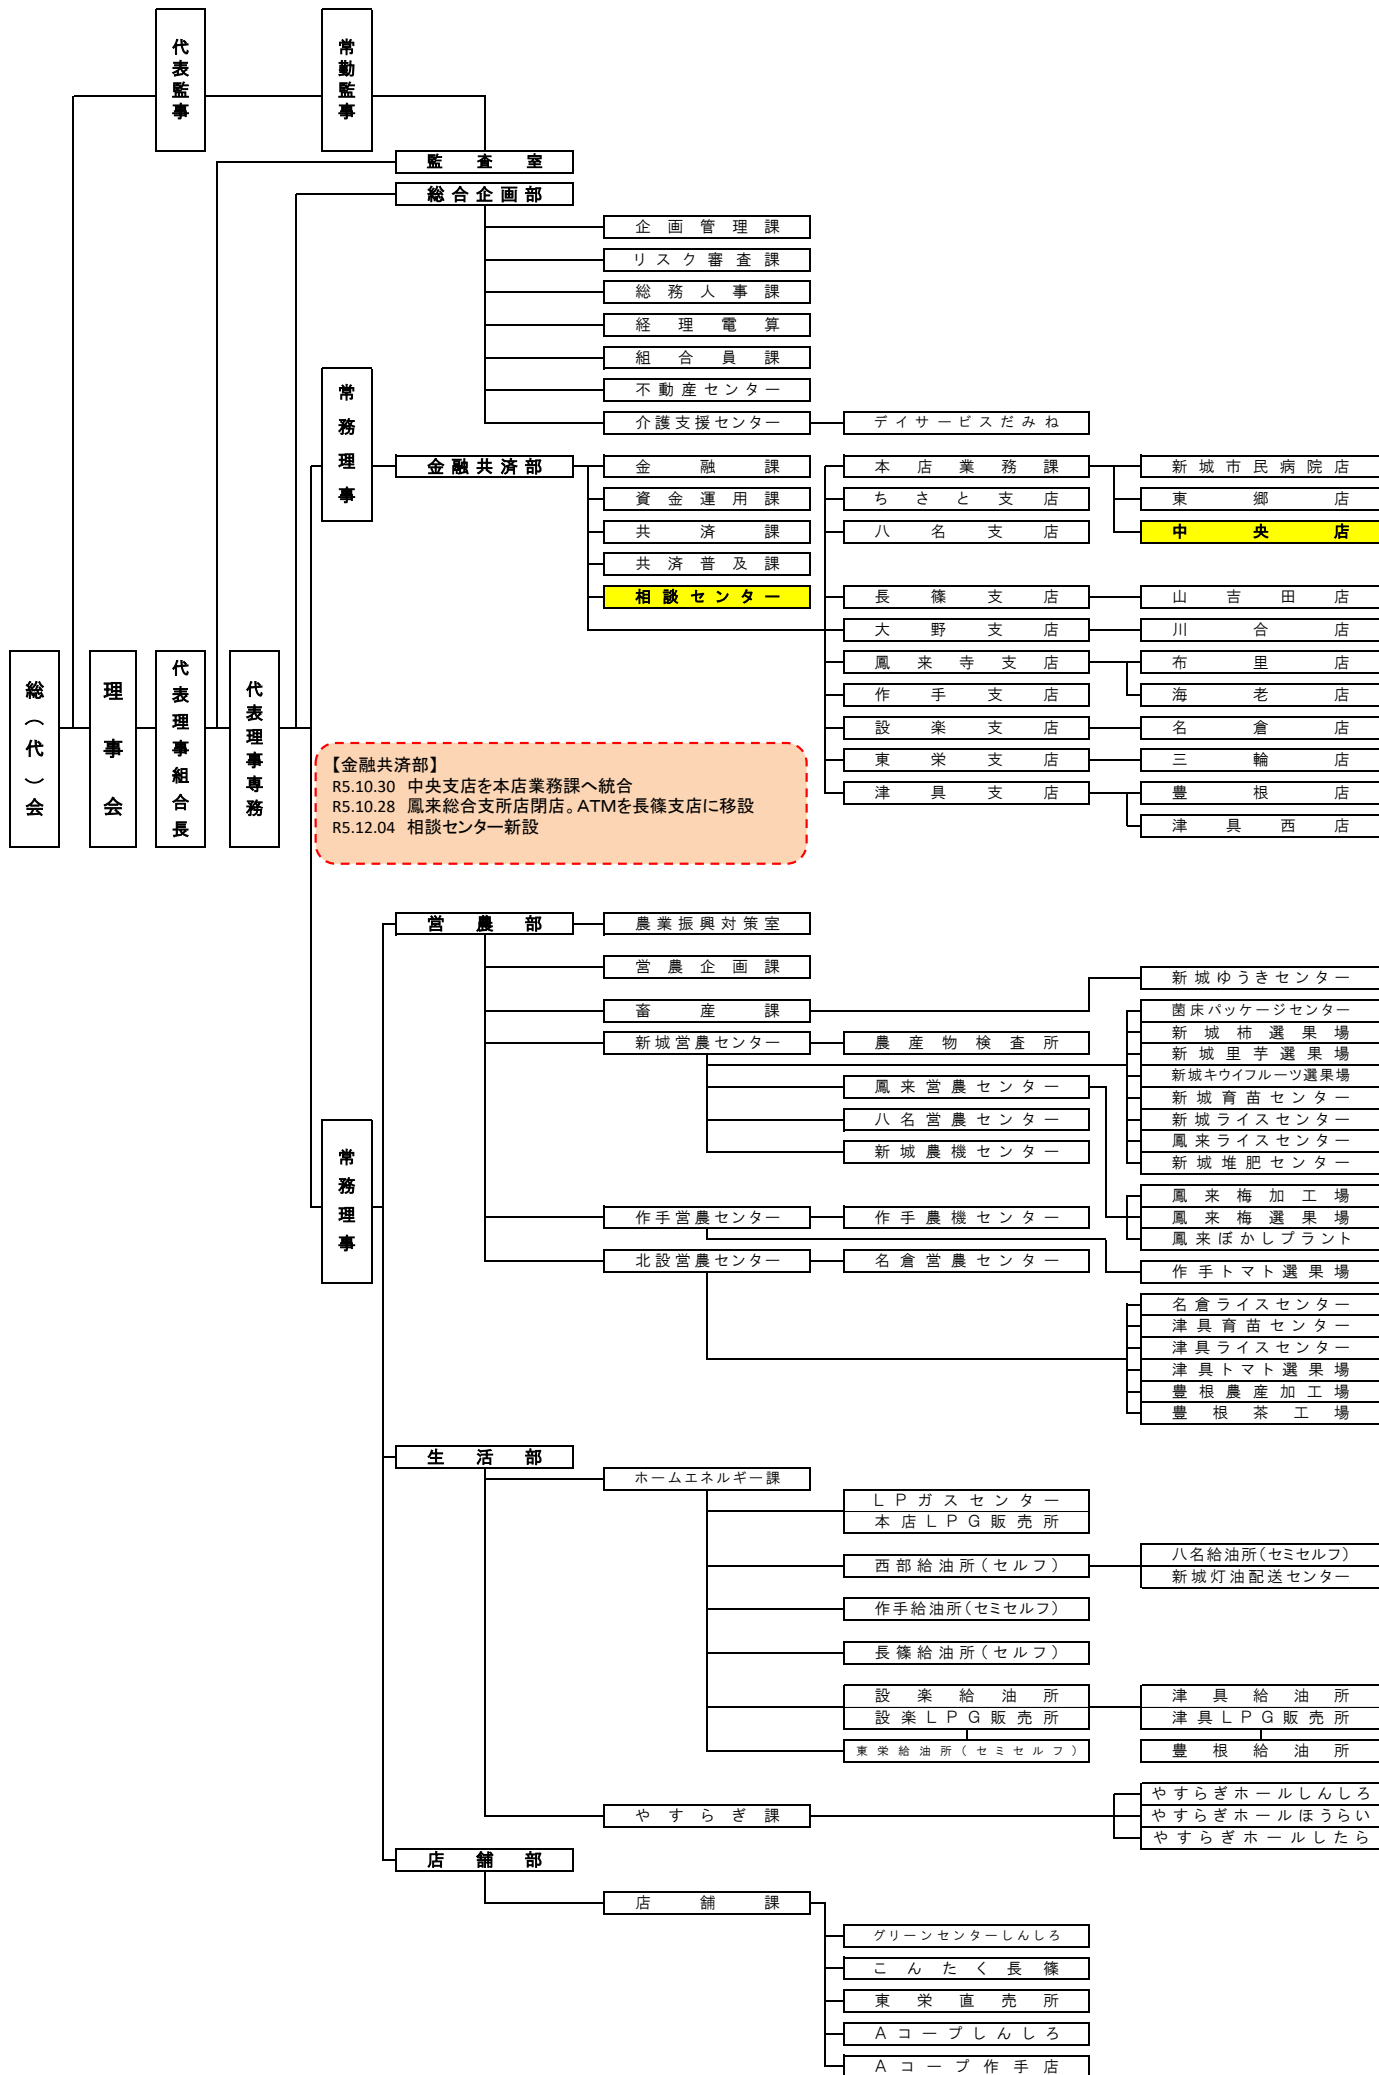 代表監事
常勤監事
監査室
総合企画部
企画管理課
リスク審査課
総務人事課
経理電算
組合員課
不動産センター
介護支援センター
デイサービスだみね
常務理事
金融共済部
金融課
本店業務課
新城市民病院店
資金運用課
ちさと支店
東郷店
共済課
八名支店
中央店
共済普及課
相談センター
長篠支店
山吉田店
大野支店
川合店
鳳来寺支店
布里店
作手支店
海老店
設楽支店
名倉店
東栄支店
三輪店
津具支店
豊根店
津具西店
総（代）会
理事会
代表理事組合長
代表理事専務
【金融共済部】
R5.10.30 中央支店を本店業務課へ統合
R5.10.28 鳳来総合支所店閉店。ATMを長篠支店に移設
R5.12.04 相談センター新設
営農部
農業振興対策室
営農企画課
新城ゆうきセンター
畜産課
菌床パッケージセンター
新城柿選果場
新城営農センター
農産物検査所
新城里芋選果場
新城キウイフルーツ選果場
鳳来営農センター
新城育苗センター
八名営農センター
新城ライスセンター
鳳来ライスセンター
新城農機センター
新城堆肥センター
常務理事
鳳来梅加工場
作手営農センター
作手農機センター
鳳来梅選果場
鳳来ぼかしプラント
北設営農センター
名倉営農センター
作手トマト選果場
名倉ライスセンター
津具育苗センター
津具ライスセンター
津具トマト選果場
豊根農産加工場
豊根茶工場
生活部
ホームエネルギー課
LPガスセンター
本店LPG販売所
西部給油所(セルフ)
八名給油所(セミセルフ)
新城灯油配送センター
作手給油所(セミセルフ)
長篠給油所(セルフ)
設楽給油所
津具給油所
設楽LPG販売所
津具LPG販売所
東栄給油所(セミセルフ)
豊根給油所
やすらぎ課
やすらぎホールしんしろ
やすらぎホールほうらい
やすらぎホールしたら
店舗部
店舗課
グリーンセンターしんしろ
こんたく長篠
東栄直売所
Aコープしんしろ
Aコープ作手店